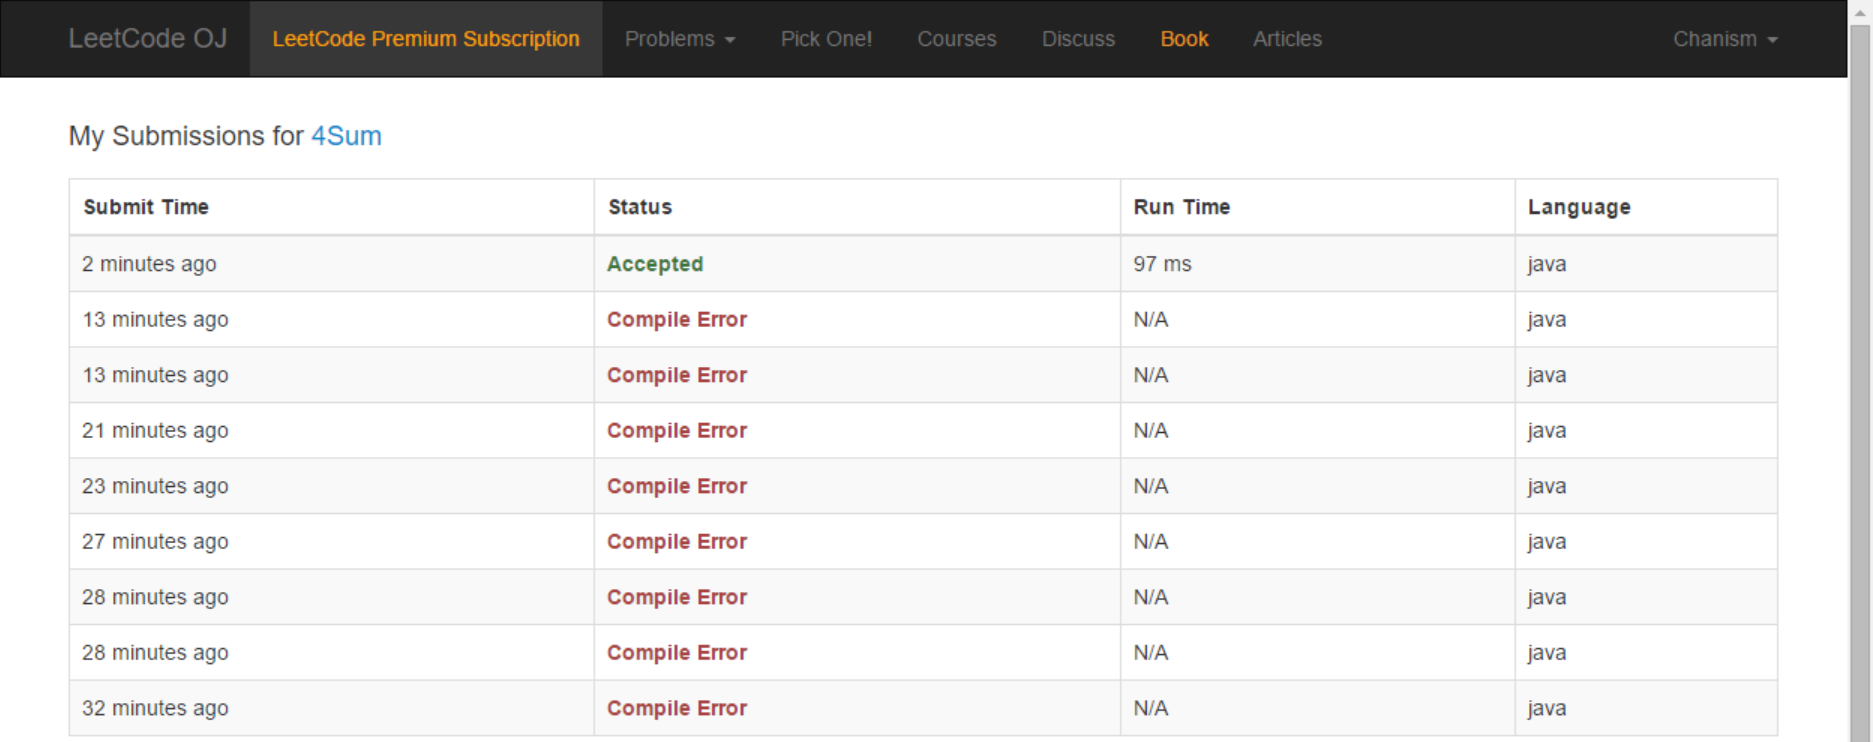 LeetCode OJ LeetCode Premium Subscription Problems Pick One! Courses Discuss Book Articles Chanism
My Submissions for 4Sum
Submit Time Status Run Time Language
2 minutes ago Accepted 97 ms java
13 minutes ago Compile Error N/A java
13 minutes ago Compile Error N/A java
21 minutes ago Compile Error N/A java
23 minutes ago Compile Error N/A java
27 minutes ago Compile Error N/A java
28 minutes ago Compile Error N/A java
28 minutes ago Compile Error N/A java
32 minutes ago Compile Error N/A java